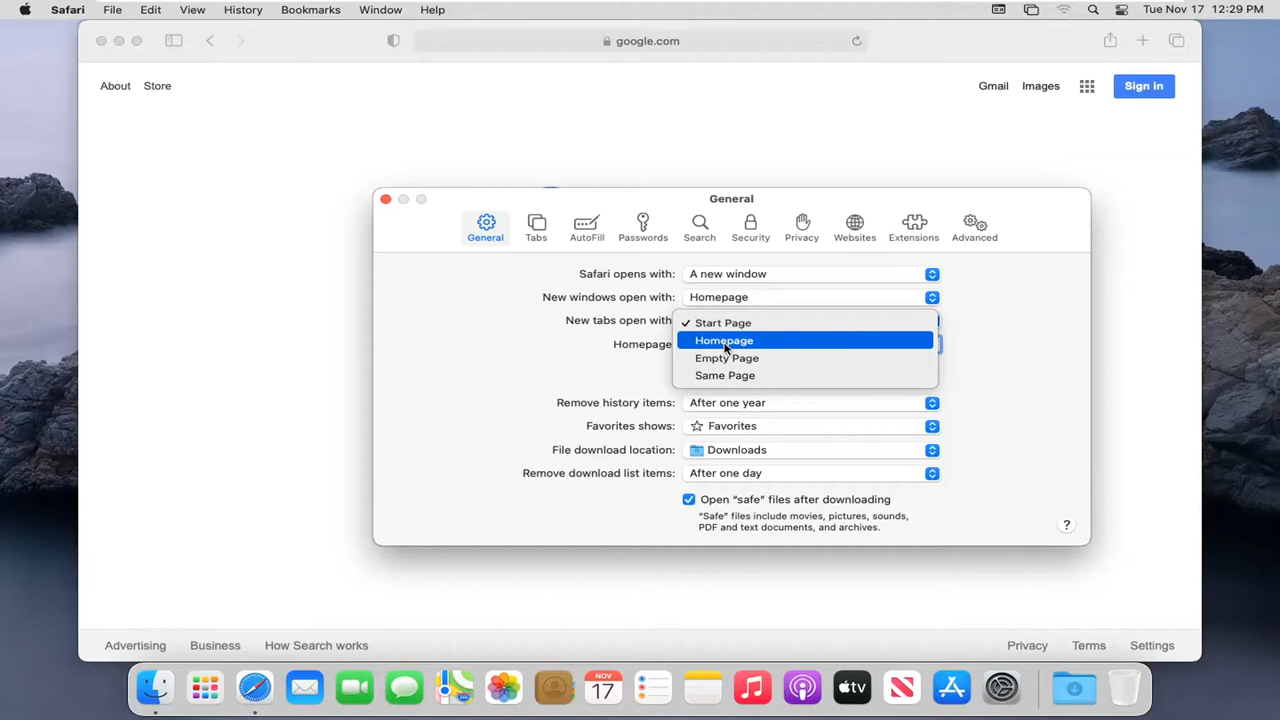 Safari File Edit View History Bookmarks Window Help Tue Nov 17 12:29 PM
google.com
About Store Gmail Images Sign in
General
General Tabs AutoFill Passwords Search Security Privacy Websites Extensions Advanced
Safari opens with: A new window
New windows open with: Homepage
New tabs open with
✓ Start Page
Homepage
Homepage
Empty Page
Same Page
Remove history items: After one year
Favorites shows: Favorites
File download location: Downloads
Remove download list items: After one day
Open “safe” files after downloading
“Safe” files include movies, pictures, sounds,
PDF and text documents, and archives.
?
Advertising Business How Search works Privacy Terms Settings
NOV
17
tv